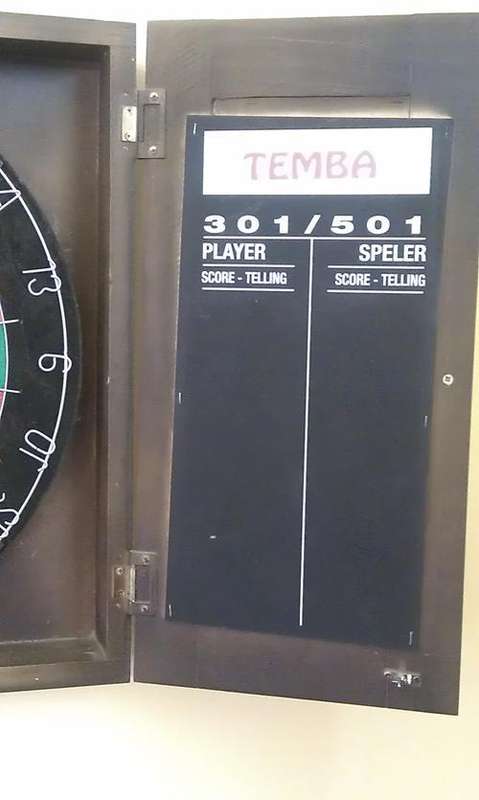 TEMBA
301/501
PLAYER SPELER
SCORE - TELLING SCORE - TELLING
13
6
10